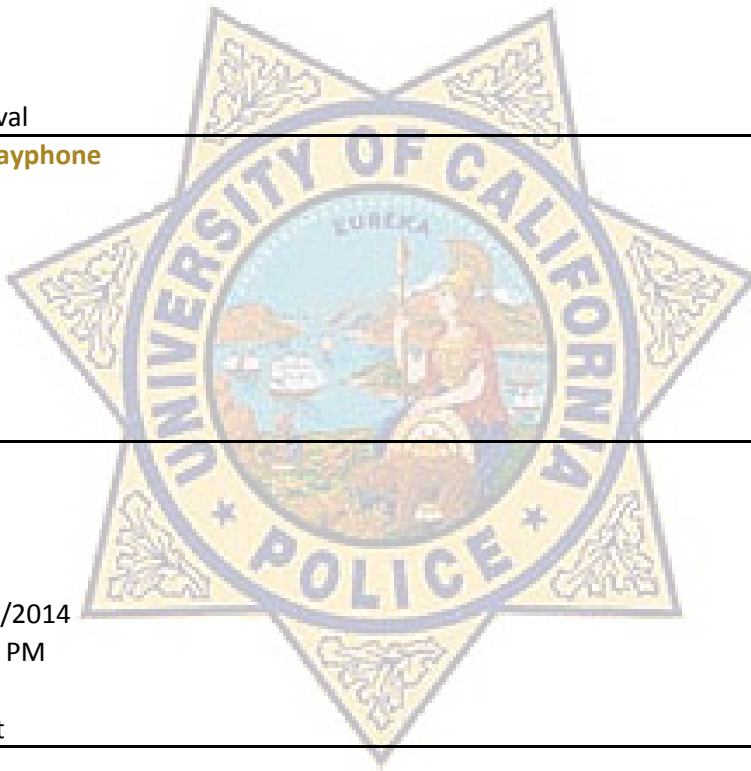 val
ayphone
UNIVERSITY OF CALIFORNIA
EUREKA
* POLICE *
/2014
PM
t